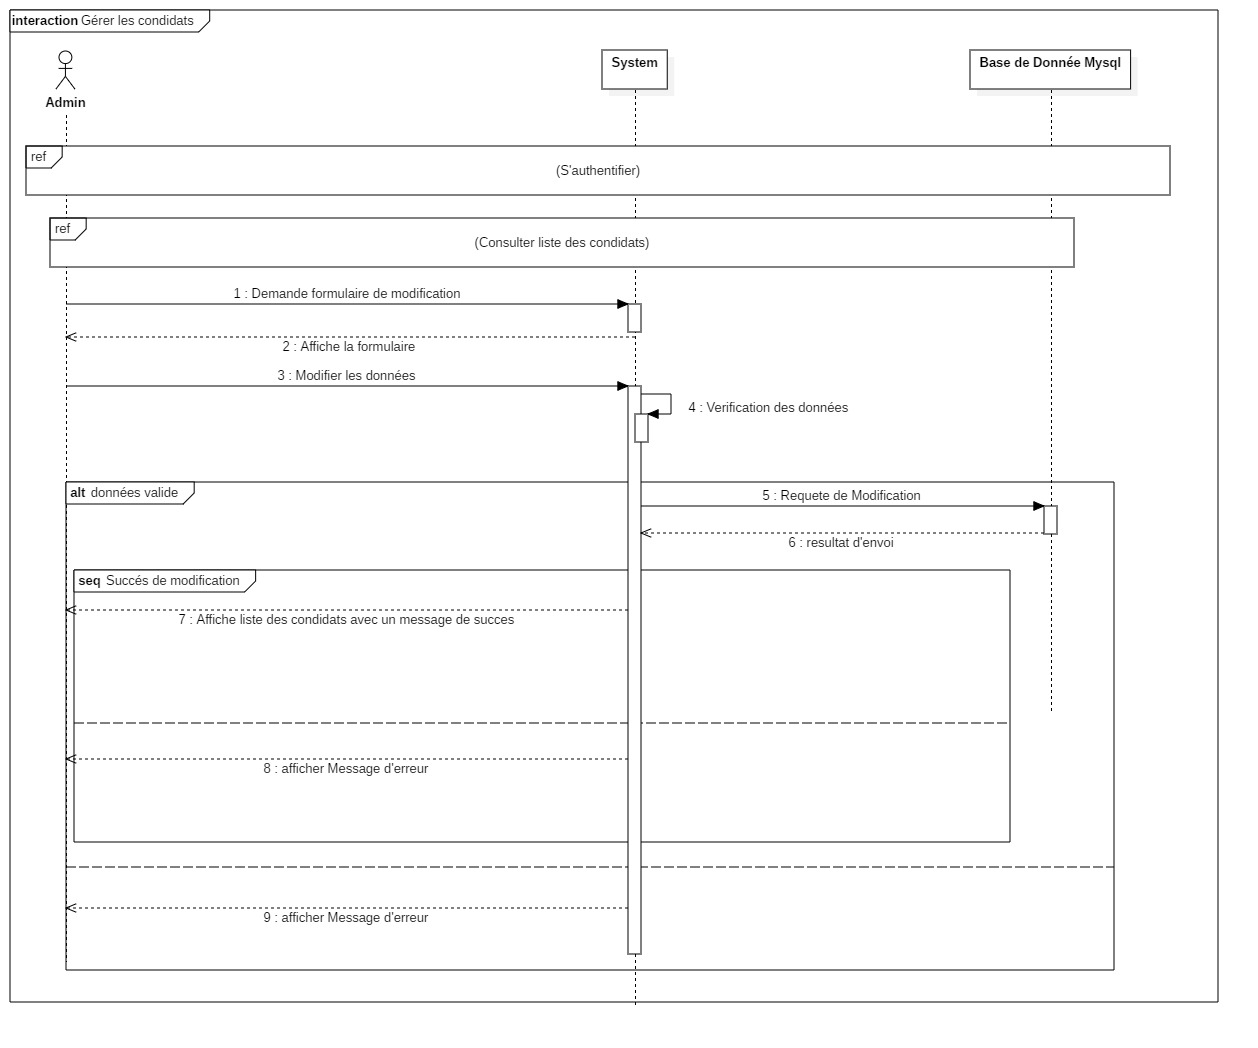 interaction Gérer les condidats
Admin
System
Base de Donnée Mysql
ref
(S'authentifier)
ref
(Consulter liste des condidats)
1 : Demande formulaire de modification
2 : Affiche la formulaire
3 : Modifier les données
4 : Verification des données
alt données valide
5 : Requete de Modification
6 : resultat d'envoi
seq Succés de modification
7 : Affiche liste des condidats avec un message de succes
8 : afficher Message d'erreur
9 : afficher Message d'erreur